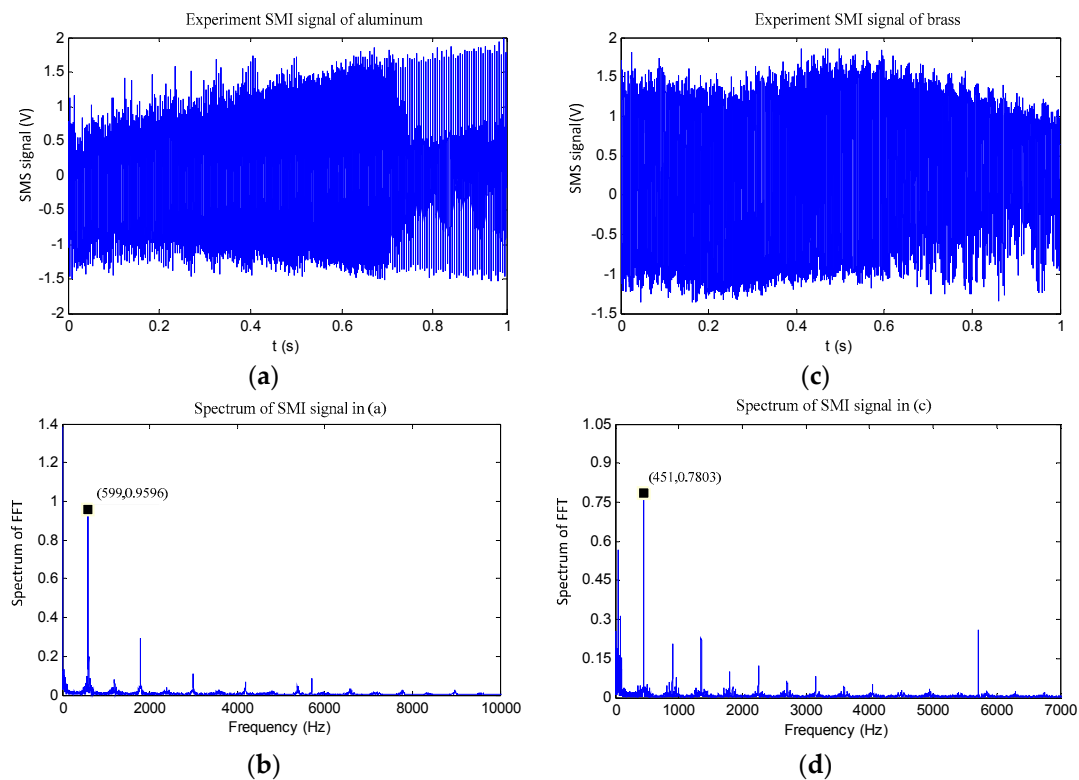 Experiment SMI signal of aluminum
SMS signal (V)
2
1.5
1
0.5
0
-0.5
-1
-1.5
-2
0 0.2 0.4 0.6 0.8 1
t (s)
(a)
Experiment SMI signal of brass
SMS signal(V)
2
1.5
1
0.5
0
-0.5
-1
-1.5
0 0.2 0.4 0.6 0.8 1
t (s)
(c)
Spectrum of SMI signal in (a)
Spectrum of FFT
1.4
1.2
1
0.8
0.6
0.4
0.2
0
(599,0.9596)
0 2000 4000 6000 8000 10000
Frequency (Hz)
(b)
Spectrum of SMI signal in (c)
Spectrum of FFT
1.05
0.9
0.75
0.6
0.45
0.3
0.15
0
(451,0.7803)
0 1000 2000 3000 4000 5000 6000 7000
Frequency (Hz)
(d)